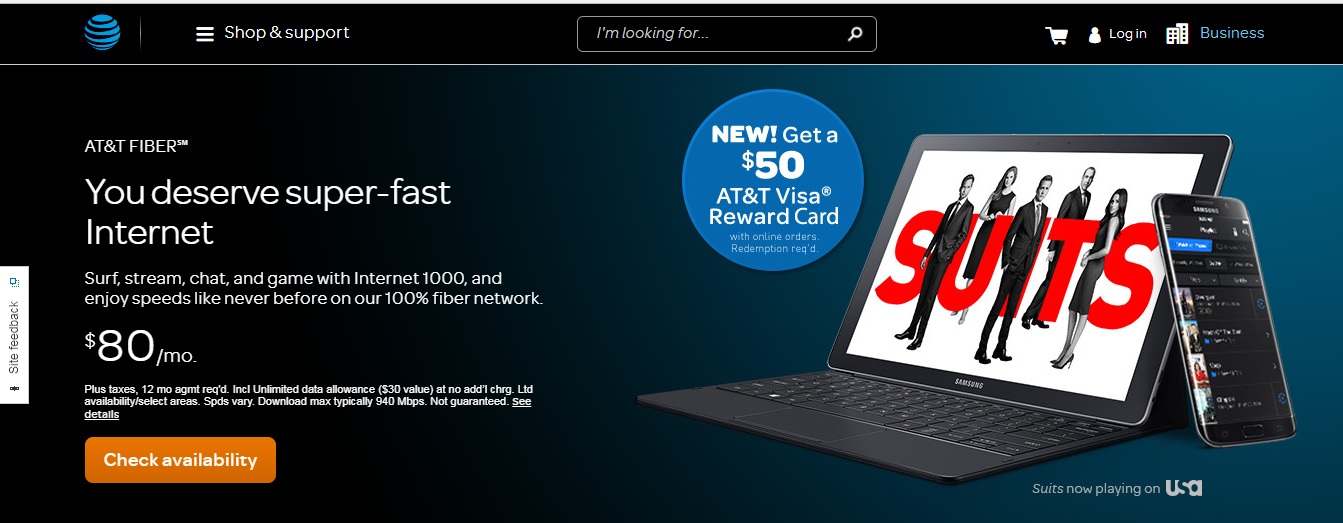 Shop & support
I'm looking for...
Log in
Business
AT&T FIBER℠
You deserve super-fast
Internet
Surf, stream, chat, and game with Internet 1000, and
enjoy speeds like never before on our 100% fiber network.
$80/mo.
Plus taxes, 12 mo agmt req'd. Incl Unlimited data allowance ($30 value) at no add'l chrg. Ltd
availability/select areas. Spds vary. Download max typically 940 Mbps. Not guaranteed. See
details
Check availability
Site feedback
NEW! Get a
$50
AT&T Visa®
Reward Card
with online orders.
Redemption req'd.
SUITS
SAMSUNG
SAMSUNG
Playlist
Suits now playing on usa